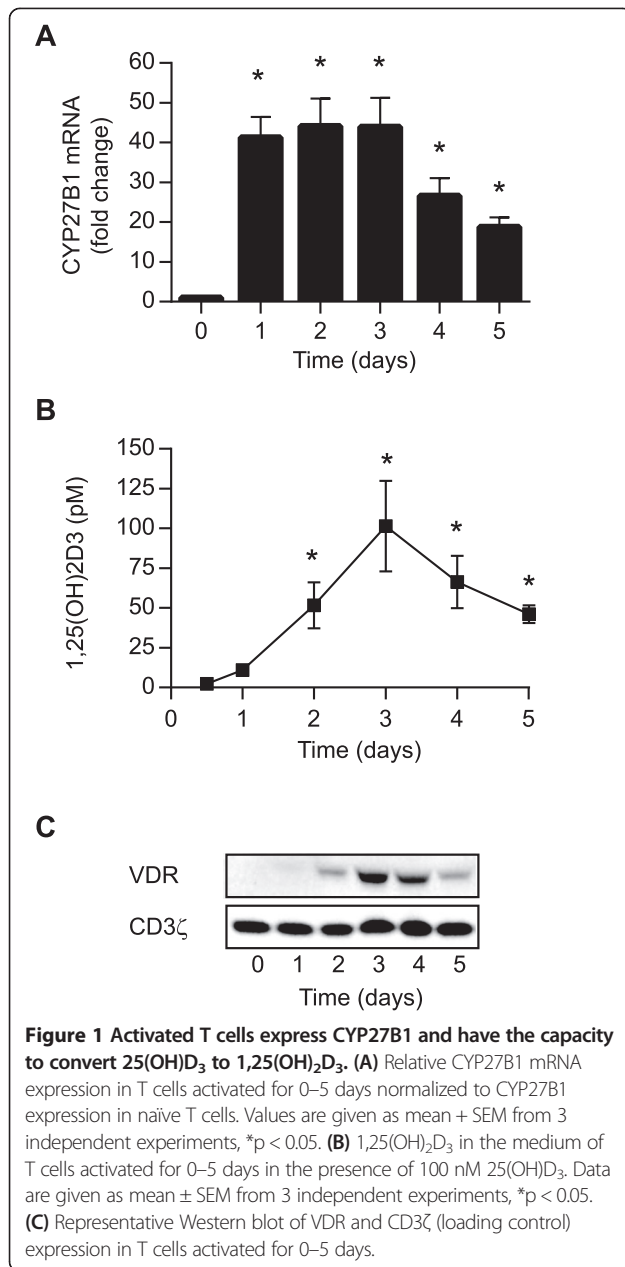 A
CYP27B1 mRNA
(fold change)
60
50
40
30
20
10
0
* * * * *
0 1 2 3 4 5
Time (days)
B
1,25(OH)2D3 (pM)
150
125
100
75
50
25
0
* * * *
0 1 2 3 4 5
Time (days)
C
VDR
CD3ζ
0 1 2 3 4 5
Time (days)
Figure 1 Activated T cells express CYP27B1 and have the capacity
to convert 25(OH)D₃ to 1,25(OH)₂D₃. (A) Relative CYP27B1 mRNA
expression in T cells activated for 0–5 days normalized to CYP27B1
expression in naïve T cells. Values are given as mean + SEM from 3
independent experiments, *p < 0.05. (B) 1,25(OH)₂D₃ in the medium of
T cells activated for 0–5 days in the presence of 100 nM 25(OH)D₃. Data
are given as mean ± SEM from 3 independent experiments, *p < 0.05.
(C) Representative Western blot of VDR and CD3ζ (loading control)
expression in T cells activated for 0–5 days.